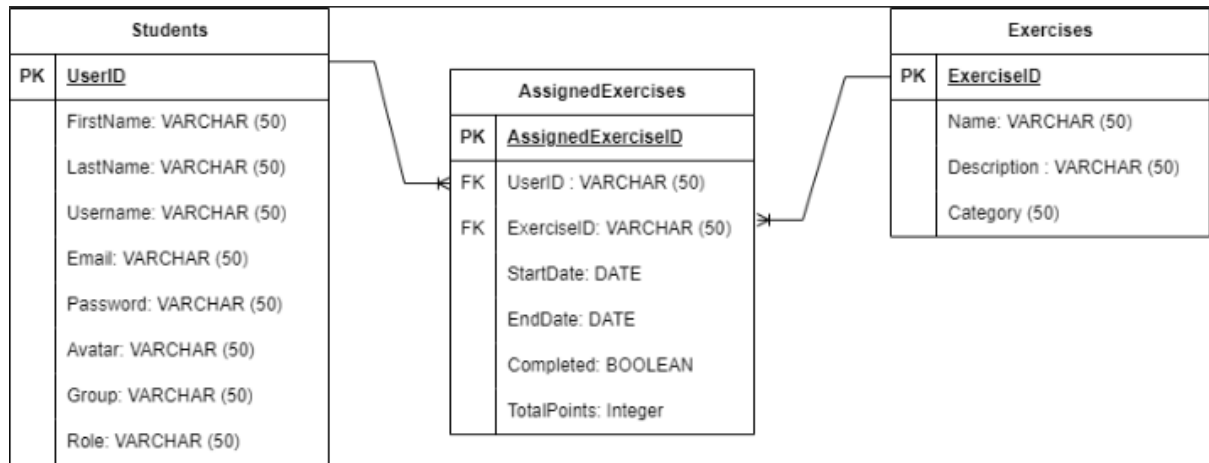 Students
PK UserID
FirstName: VARCHAR (50)
LastName: VARCHAR (50)
Username: VARCHAR (50)
Email: VARCHAR (50)
Password: VARCHAR (50)
Avatar: VARCHAR (50)
Group: VARCHAR (50)
Role: VARCHAR (50)
AssignedExercises
PK AssignedExerciseID
FK UserID : VARCHAR (50)
FK ExerciseID: VARCHAR (50)
StartDate: DATE
EndDate: DATE
Completed: BOOLEAN
TotalPoints: Integer
Exercises
PK ExerciseID
Name: VARCHAR (50)
Description : VARCHAR (50)
Category (50)